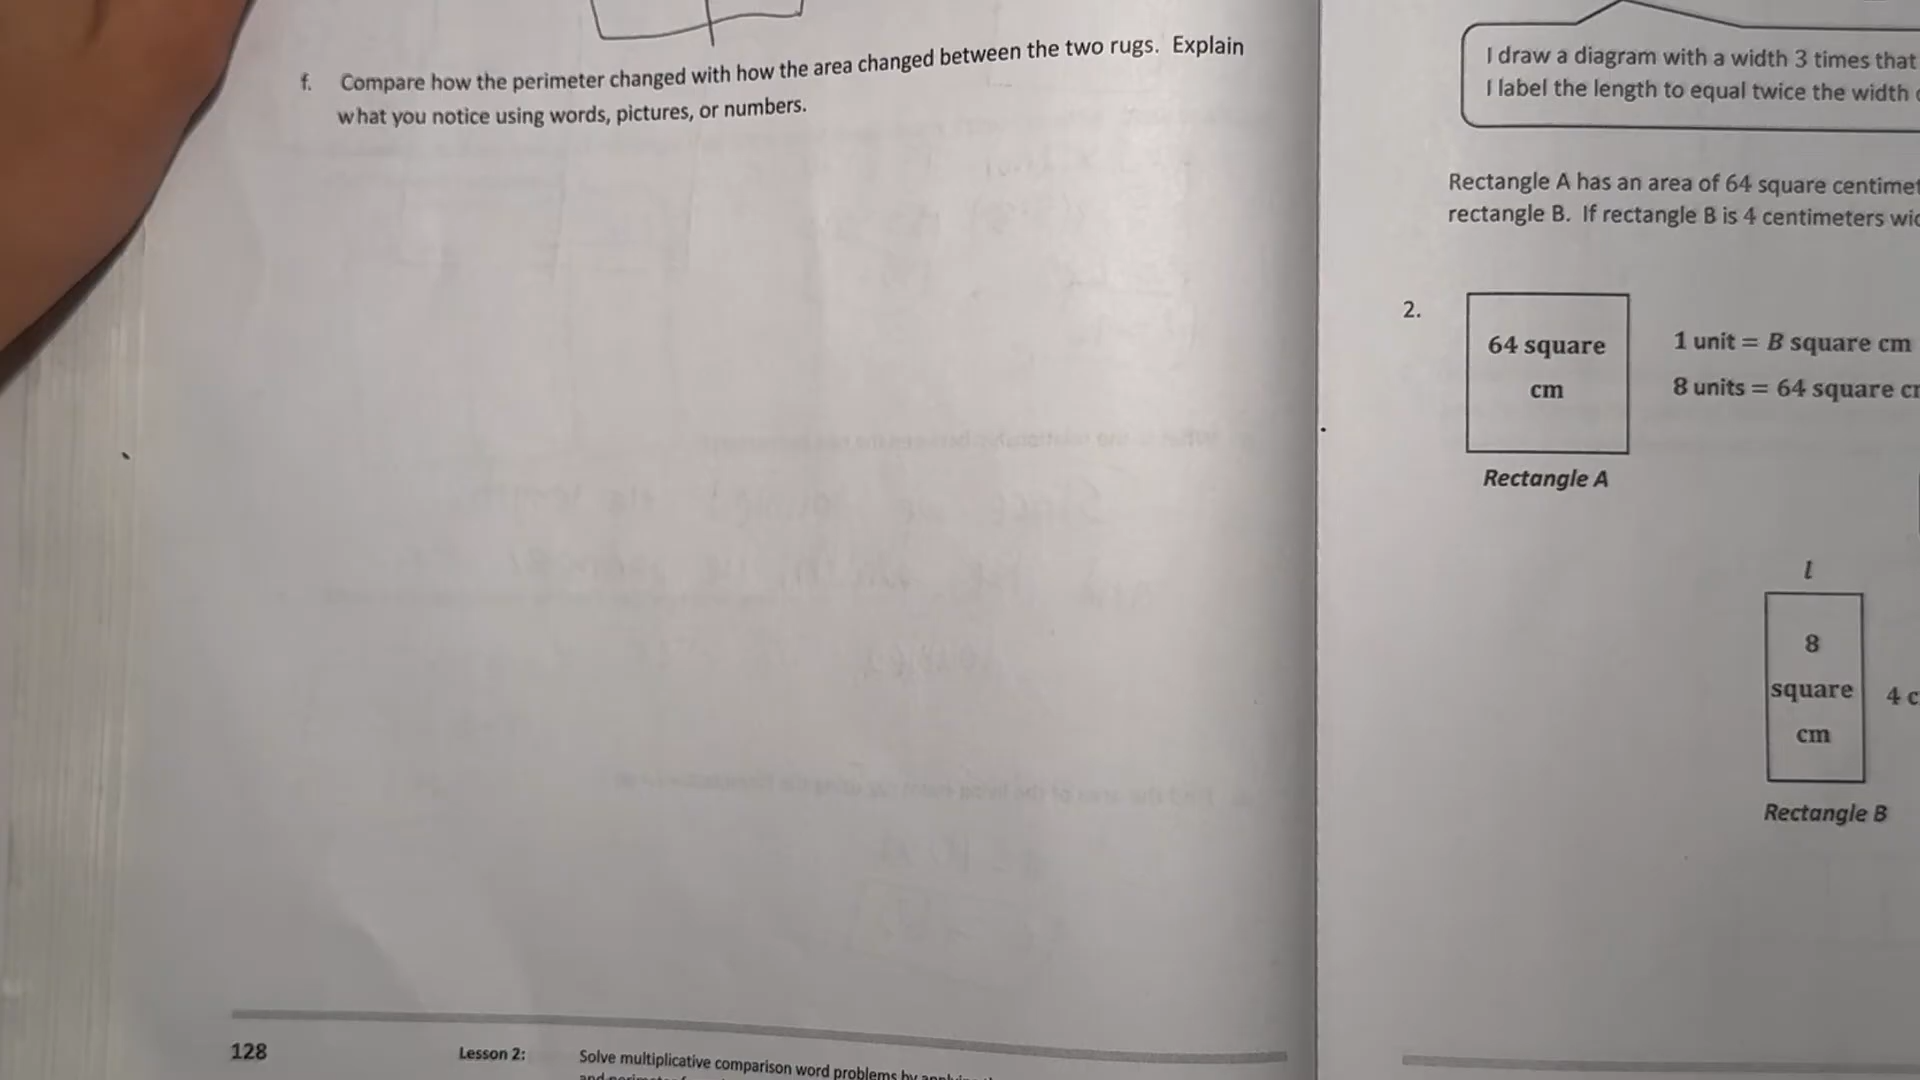 f. Compare how the perimeter changed with how the area changed between the two rugs. Explain
what you notice using words, pictures, or numbers.
128
Lesson 2:
Solve multiplicative comparison word problems by
I draw a diagram with a width 3 times that
I label the length to equal twice the width
Rectangle A has an area of 64 square
rectangle B. If rectangle B is 4 centimeters
2.
64 square
cm
Rectangle A
1 unit = B square cm
8 units = 64 square
l
8
square
cm
4
Rectangle B